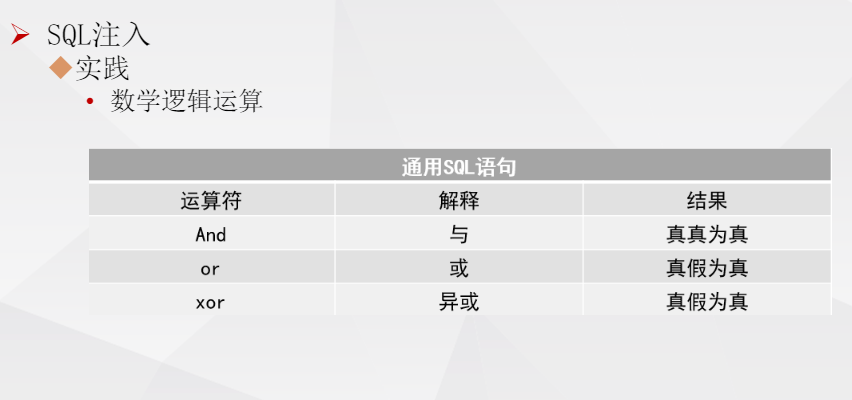 SQL注入
实践
数学逻辑运算
通用SQL语句
运算符 解释 结果
And 与 真真为真
or 或 真假为真
xor 异或 真假为真